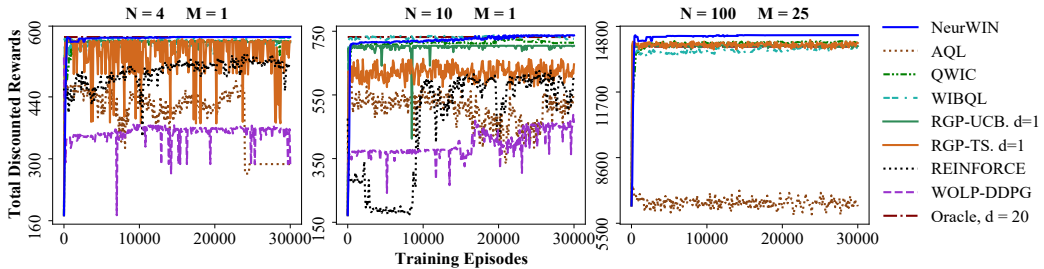 N = 4 M = 1
N = 10 M = 1
N = 100 M = 25
Total Discounted Rewards
600
440
300
160
0
10000
20000
30000
750
550
350
150
0
10000
20000
30000
14800
11700
8600
5500
0
10000
20000
30000
Training Episodes
NeurWIN
AQL
QWIC
WIBQL
RGP-UCB. d=1
RGP-TS. d=1
REINFORCE
WOLP-DDPG
Oracle, d = 20